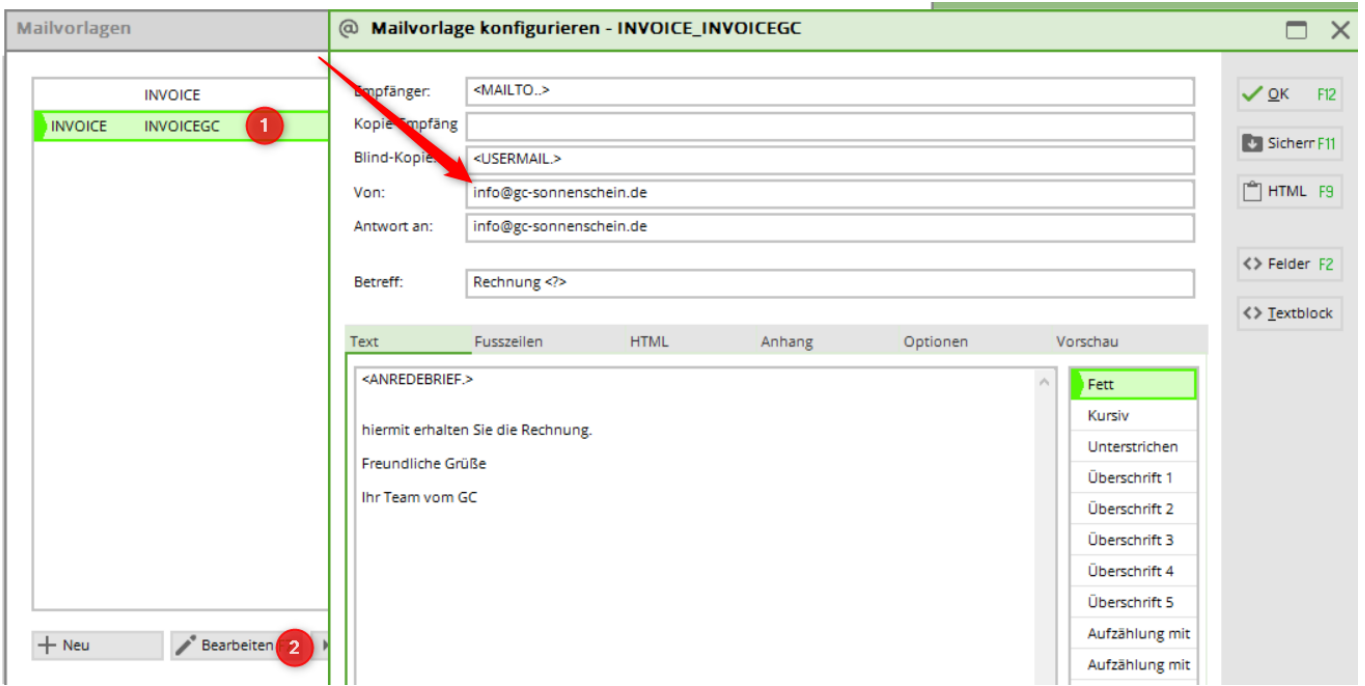 Mailvorlagen
@ Mailvorlage konfigurieren - INVOICE_INVOICEGC
INVOICE
INVOICE INVOICEGC 1
Neu
Bearbeiten 2
Empfänger: <MAILTO..>
Kopie Empfäng
Blind-Kopie: <USERMAIL.>
Von: info@gc-sonnenschein.de
Antwort an: info@gc-sonnenschein.de
Betreff: Rechnung <?>
Text Fusszeilen HTML Anhang Optionen Vorschau
<ANREDEBRIEF.>
hiermit erhalten Sie die Rechnung.
Freundliche Grüße
Ihr Team vom GC
Fett
Kursiv
Unterstrichen
Überschrift 1
Überschrift 2
Überschrift 3
Überschrift 4
Überschrift 5
Aufzählung mit
Aufzählung mit
OK F12
Sicherr F11
HTML F9
<> Felder F2
<> Textblock